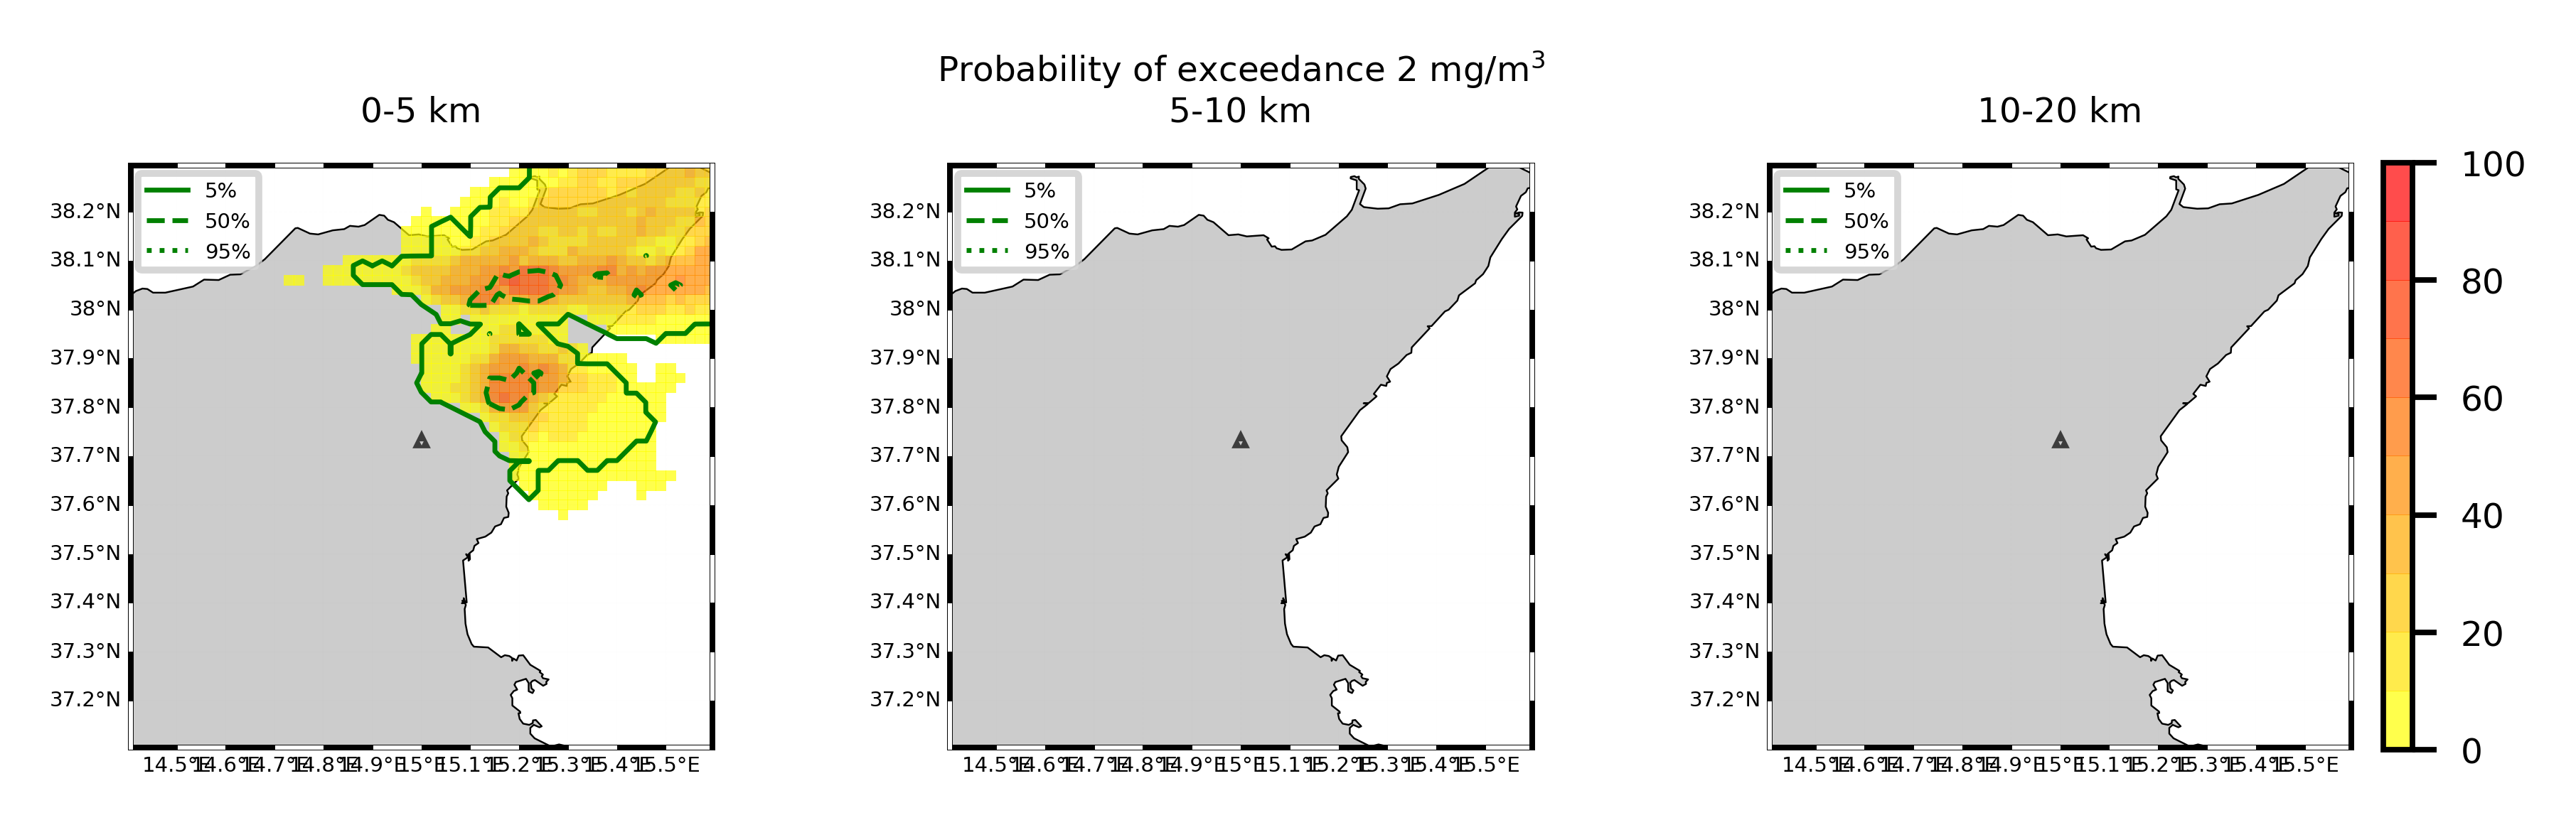 Probability of exceedance 2 mg/m³
0-5 km
5%
50%
95%
38.2°N
38.1°N
38°N
37.9°N
37.8°N
37.7°N
37.6°N
37.5°N
37.4°N
37.3°N
37.2°N
14.5°E 14.6°E 14.7°E 14.8°E 14.9°E 15°E 15.1°E 15.2°E 15.3°E 15.4°E 15.5°E
5-10 km
5%
50%
95%
38.2°N
38.1°N
38°N
37.9°N
37.8°N
37.7°N
37.6°N
37.5°N
37.4°N
37.3°N
37.2°N
14.5°E 14.6°E 14.7°E 14.8°E 14.9°E 15°E 15.1°E 15.2°E 15.3°E 15.4°E 15.5°E
10-20 km
5%
50%
95%
38.2°N
38.1°N
38°N
37.9°N
37.8°N
37.7°N
37.6°N
37.5°N
37.4°N
37.3°N
37.2°N
14.5°E 14.6°E 14.7°E 14.8°E 14.9°E 15°E 15.1°E 15.2°E 15.3°E 15.4°E 15.5°E
100
80
60
40
20
0